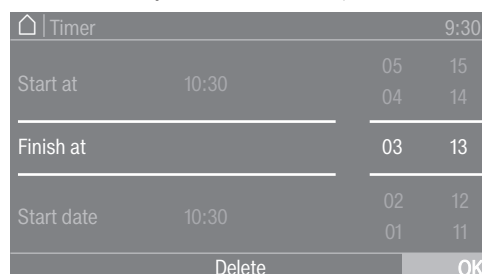 Timer 9:30
05 15
Start at 10:30
04 14
Finish at 03 13
02 12
Start date 10:30
01 11
Delete OK